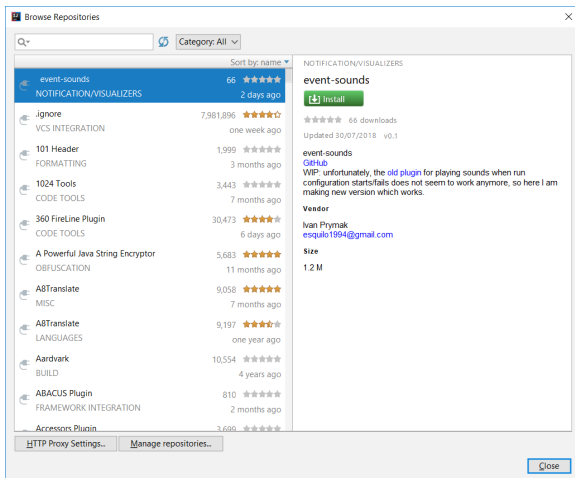 Browse Repositories
Category: All
Sort by: name
event-sounds 66
NOTIFICATION/VISUALIZERS 2 days ago
.ignore 7,981,896
VCS INTEGRATION one week ago
101 Header 1,999
FORMATTING 3 months ago
1024 Tools 3,443
CODE TOOLS 7 months ago
360 FireLine Plugin 30,473
CODE TOOLS 6 days ago
A Powerful Java String Encryptor 5,683
OBFUSCATION 11 months ago
A8Translate 9,058
MISC 7 months ago
A8Translate 9,197
LANGUAGES one year ago
Aardvark 10,554
BUILD 4 years ago
ABACUS Plugin 810
FRAMEWORK INTEGRATION 2 months ago
Accessors Plugin 3,699
NOTIFICATION/VISUALIZERS
event-sounds
Install
66 downloads
Updated 30/07/2018 v0.1
event-sounds
GitHub
WIP: unfortunately, the old plugin for playing sounds when run
configuration starts/fails does not seem to work anymore, so here I am
making new version which works.
Vendor
Ivan Prymak
esquilo1994@gmail.com
Size
1.2 M
HTTP Proxy Settings... Manage repositories...
Close